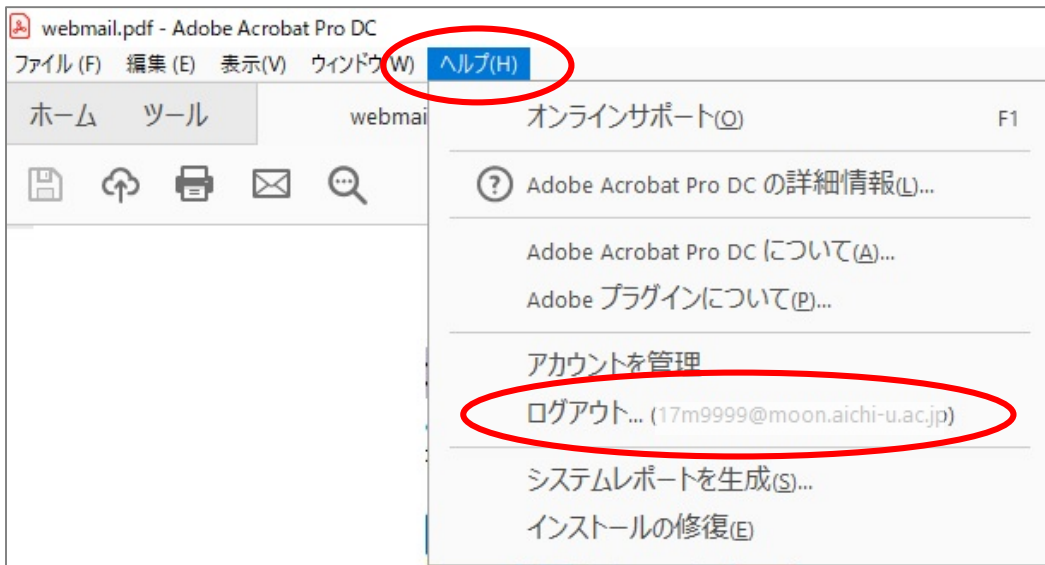 webmail.pdf - Adobe Acrobat Pro DC
ファイル (F) 編集 (E) 表示(V) ウィンドウ(W) ヘルプ(H)
ホーム ツール webmai
オンラインサポート(O) F1
Adobe Acrobat Pro DC の詳細情報(L)...
Adobe Acrobat Pro DC について(A)...
Adobe プラグインについて(P)...
アカウントを管理
ログアウト... (17m9999@moon.aichi-u.ac.jp)
システムレポートを生成(S)...
インストールの修復(E)